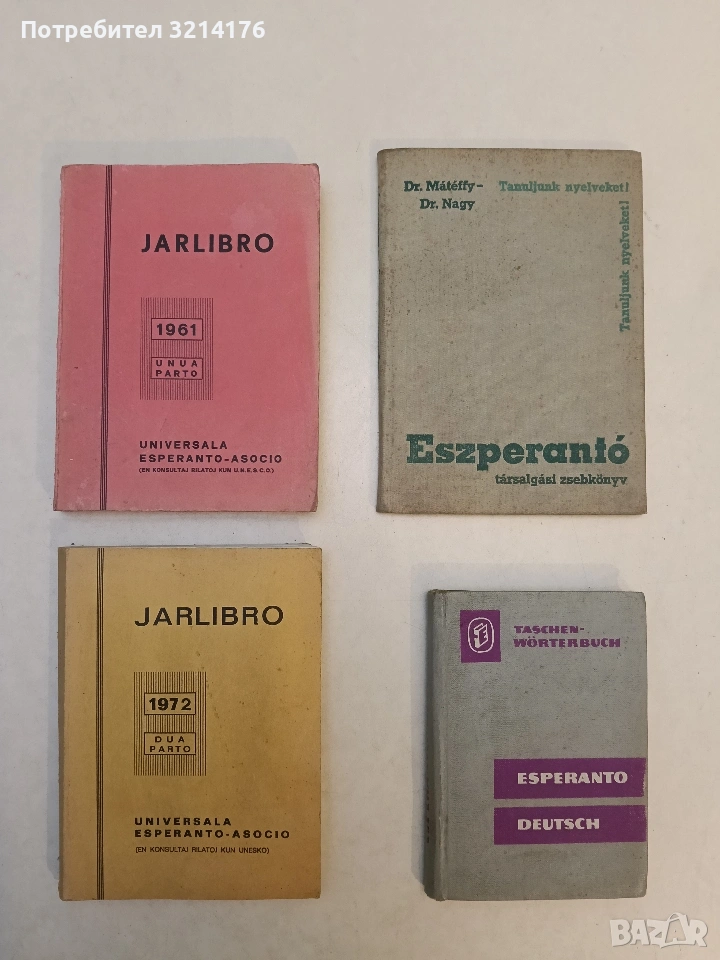 Потребител 3214176
JARLIBRO
1961
UNUA
PARTO
UNIVERSALA
ESPERANTO-ASOCIO
(EN KONSULTAJ RILATOJ KUN U.N.E.S.C.O.)
Dr. Mátéffy-
Dr. Nagy
Tanuljunk nyelveket!
Tanuljunk nyelveket!
Eszperantó
társalgási zsebkönyv
JARLIBRO
1972
DUA
PARTO
UNIVERSALA
ESPERANTO-ASOCIO
(EN KONSULTAJ RILATOJ KUN UNESKO)
TASCHEN-
WÖRTERBUCH
ESPERANTO
DEUTSCH
BAZAR